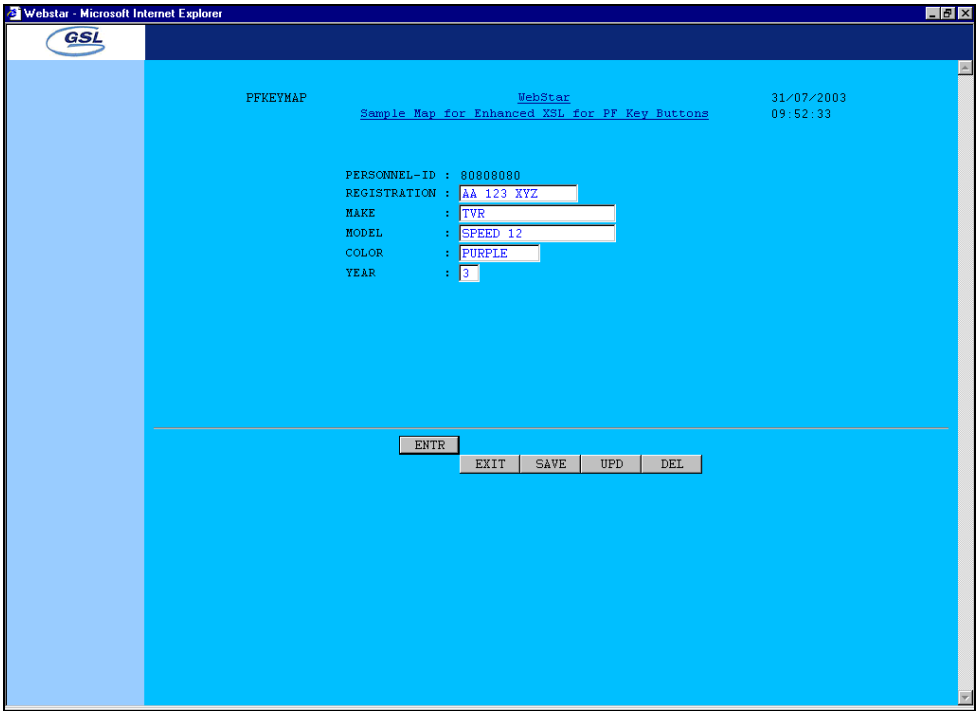 Webstar - Microsoft Internet Explorer
GSL
PFKEYMAP WebStar 31/07/2003
Sample Map for Enhanced XSL for PF Key Buttons 09:52:33
PERSONNEL-ID : 80808080
REGISTRATION : AA 123 XYZ
MAKE : TVR
MODEL : SPEED 12
COLOR : PURPLE
YEAR : 3
ENTR
EXIT SAVE UPD DEL